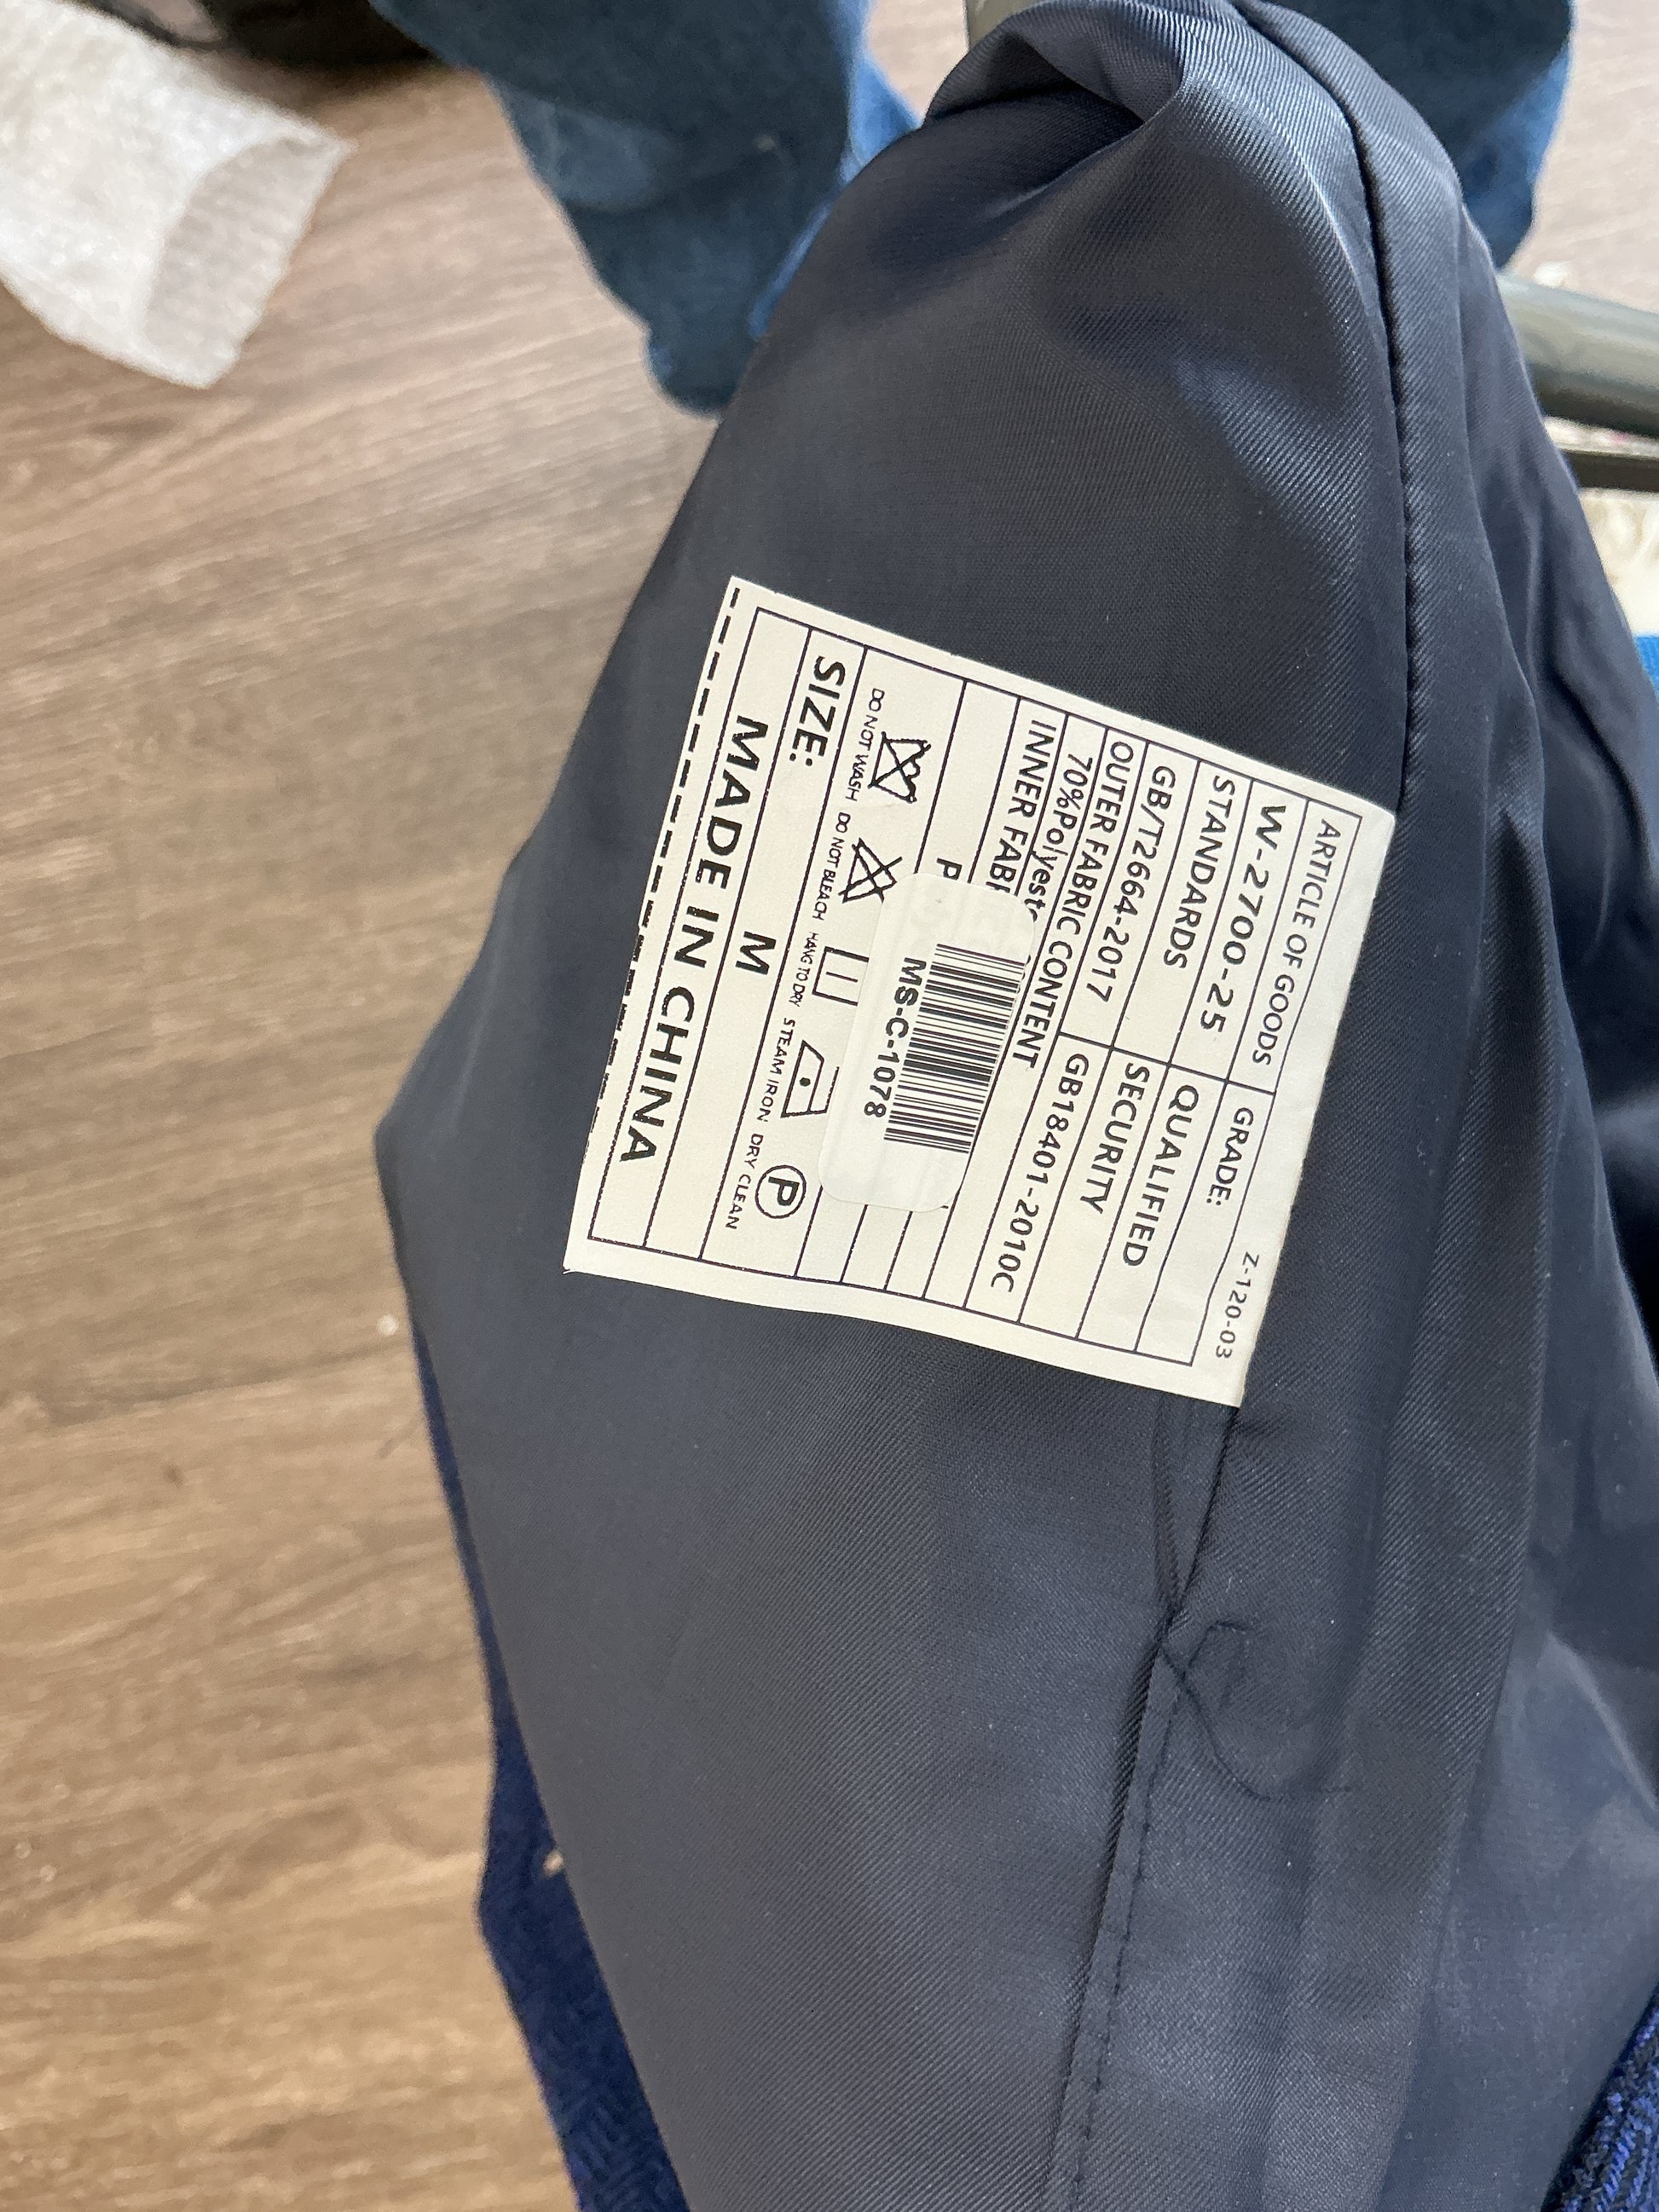 Z-120-03
ARTICLE OF GOODS GRADE:
W-2700-25 QUALIFIED
STANDARDS SECURITY
GB/T2664-2017 GB18401-2010C
OUTER FABRIC CONTENT
70%Polyest
INNER FAB
P
MS-C-1078
DO NOT WASH DO NOT BLEACH HANG TO DRY STEAM IRON DRY CLEAN
P
SIZE: M
MADE IN CHINA